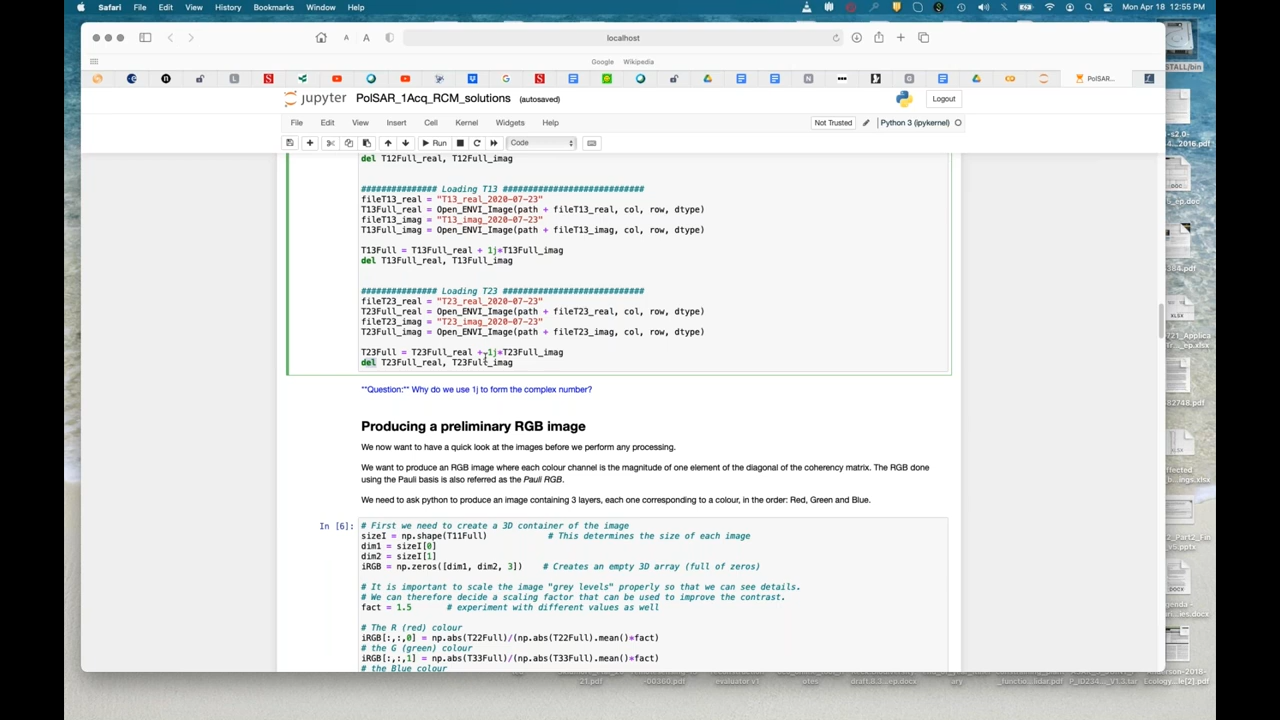 Safari File Edit View History Bookmarks Window Help Mon Apr 18 12:55 PM
A A localhost
Google Wikipedia
PolSAR...
jupyter PolSAR_1Acq_RCM_solutions (autosaved) Logout
File Edit View Insert Cell Kernel Widgets Help Not Trusted Python 3 (ipykernel)
Run Code
del T12Full_real, T12Full_imag
############### Loading T13 ############################
fileT13_real = "T13_real_2020-07-23"
T13Full_real = Open_ENVI_Image(path + fileT13_real, col, row, dtype)
fileT13_imag = "T13_imag_2020-07-23"
T13Full_imag = Open_ENVI_Image(path + fileT13_imag, col, row, dtype)
T13Full = T13Full_real + 1j*T13Full_imag
del T13Full_real, T13Full_imag
############### Loading T23 ############################
fileT23_real = "T23_real_2020-07-23"
T23Full_real = Open_ENVI_Image(path + fileT23_real, col, row, dtype)
fileT23_imag = "T23_imag_2020-07-23"
T23Full_imag = Open_ENVI_Image(path + fileT23_imag, col, row, dtype)
T23Full = T23Full_real + 1j*T23Full_imag
del T23Full_real, T23Full_imag
**Question:** Why do we use 1j to form the complex number?
Producing a preliminary RGB image
We now want to have a quick look at the images before we perform any processing.
We want to produce an RGB image where each colour channel is the magnitude of one element of the diagonal of the coherency matrix. The RGB done
using the Pauli basis is also referred as the Pauli RGB.
We need to ask python to produce an image containing 3 layers, each one corresponding to a colour, in the order: Red, Green and Blue.
In [6]: # First we need to create a 3D container of the image
sizeI = np.shape(T11Full) # This determines the size of each image
dim1 = sizeI[0]
dim2 = sizeI[1]
iRGB = np.zeros([dim1, dim2, 3]) # Creates an empty 3D array (full of zeros)
# It is important to scale the image "grey levels" properly so that we can see details.
# We can therefore decide a scaling factor that can be used to improve the contrast.
fact = 1.5 # experiment with different values as well
# The R (red) colour
iRGB[:,:,0] = np.abs(T22Full)/(np.abs(T22Full).mean()*fact)
# the G (green) colour
iRGB[:,:,1] = np.abs(T33Full)/(np.abs(T33Full).mean()*fact)
# the Blue colour